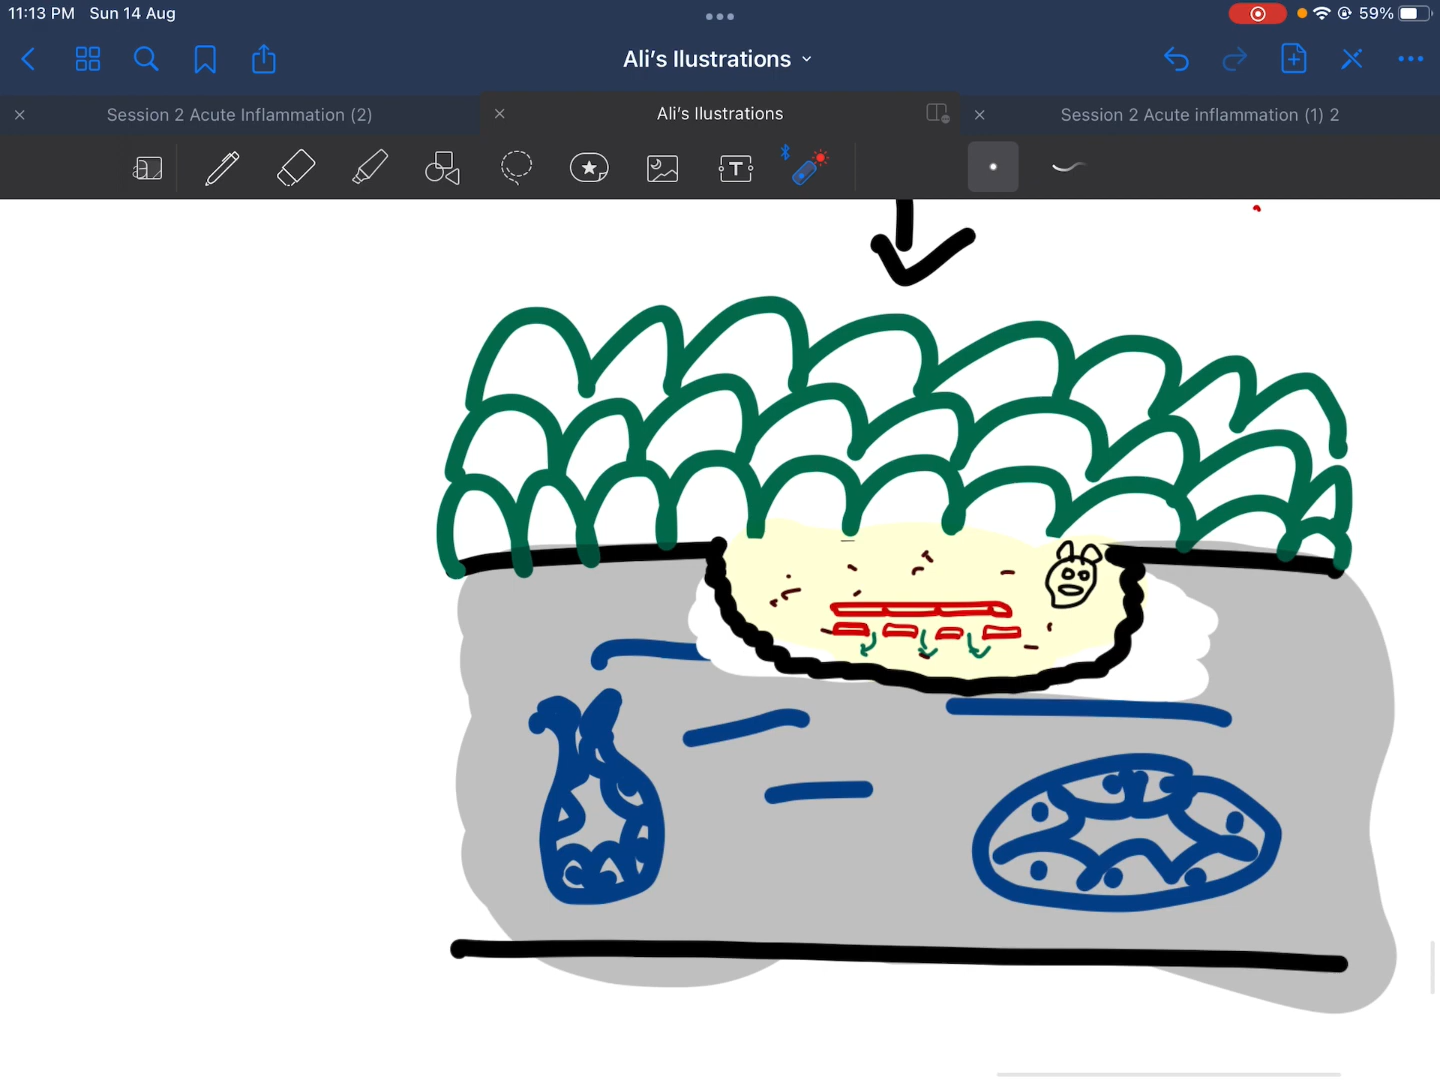 11:13 PM Sun 14 Aug
59%
Ali's Ilustrations
Session 2 Acute Inflammation (2)
Ali's Ilustrations
Session 2 Acute inflammation (1) 2
a
T